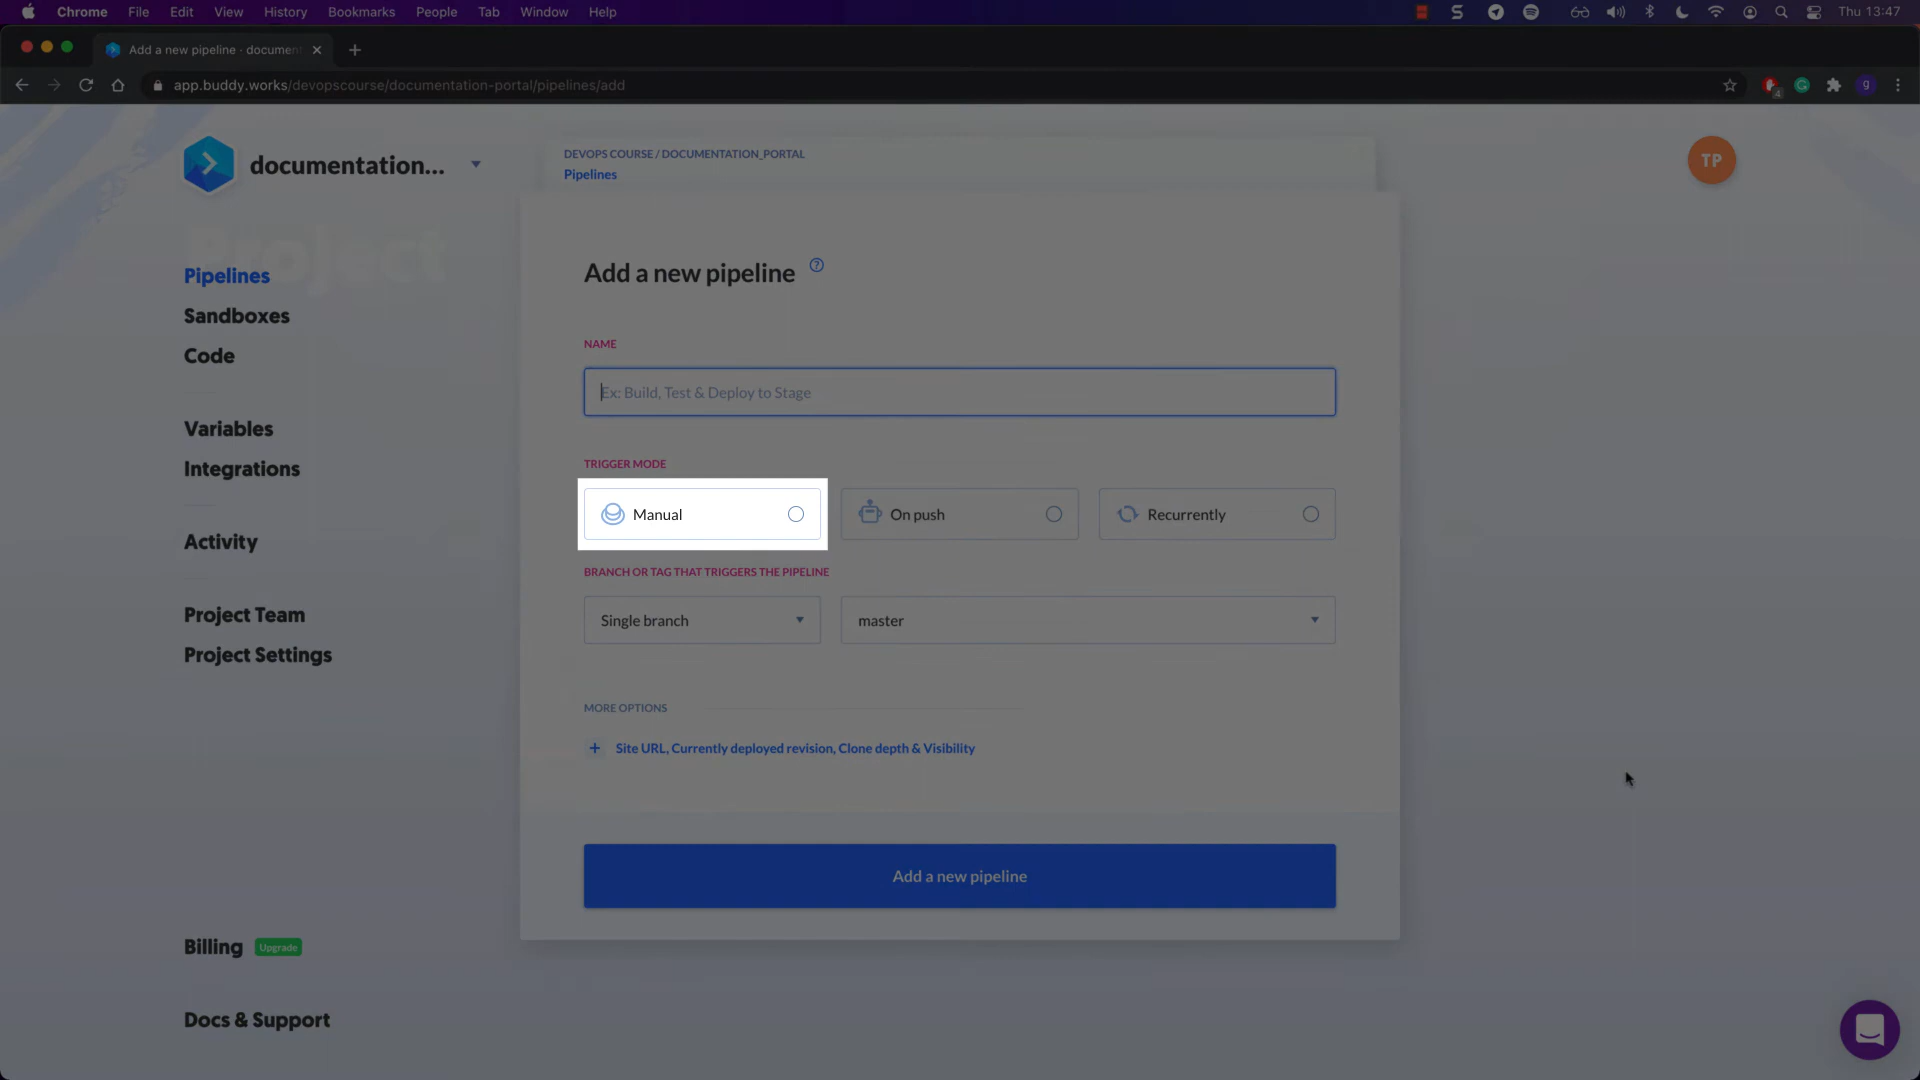 Chrome File Edit View History Bookmarks People Tab Window Help Thu 13:47
Add a new pipeline · documen
app.buddy.works/devopscourse/documentation-portal/pipelines/add
4
g
documentation...
DEVOPS COURSE / DOCUMENTATION_PORTAL
Pipelines
TP
Project
Pipelines
Sandboxes
Code
Variables
Integrations
Activity
Project Team
Project Settings
Billing Upgrade
Docs & Support
Add a new pipeline ?
NAME
Ex: Build, Test & Deploy to Stage
TRIGGER MODE
Manual
On push
Recurrently
BRANCH OR TAG THAT TRIGGERS THE PIPELINE
Single branch
master
MORE OPTIONS
+ Site URL, Currently deployed revision, Clone depth & Visibility
Add a new pipeline